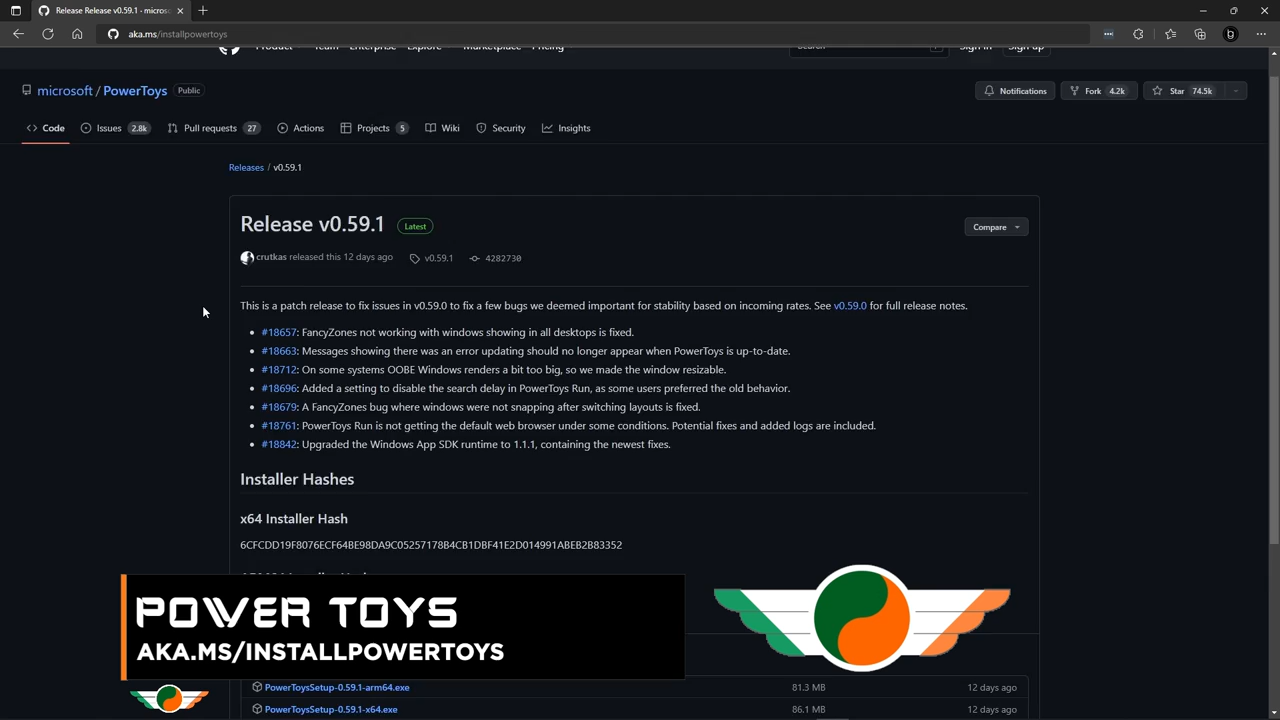 Release Release v0.59.1 - micros
aka.ms/installpowertoys
Product Team Enterprise Explore Marketplace Pricing
Search
Sign in Sign up
microsoft / PowerToys Public
Notifications Fork 4.2k Star 74.5k
Code Issues 2.8k Pull requests 27 Actions Projects 5 Wiki Security Insights
Releases / v0.59.1
Release v0.59.1 Latest
Compare
crutkas released this 12 days ago v0.59.1 4282730
This is a patch release to fix issues in v0.59.0 to fix a few bugs we deemed important for stability based on incoming rates. See v0.59.0 for full release notes.
• #18657: FancyZones not working with windows showing in all desktops is fixed.
• #18663: Messages showing there was an error updating should no longer appear when PowerToys is up-to-date.
• #18712: On some systems OOBE Windows renders a bit too big, so we made the window resizable.
• #18696: Added a setting to disable the search delay in PowerToys Run, as some users preferred the old behavior.
• #18679: A FancyZones bug where windows were not snapping after switching layouts is fixed.
• #18761: PowerToys Run is not getting the default web browser under some conditions. Potential fixes and added logs are included.
• #18842: Upgraded the Windows App SDK runtime to 1.1.1, containing the newest fixes.
Installer Hashes
x64 Installer Hash
6CFCDD19F8076ECF64BE98DA9C05257178B4CB1DBF41E2D014991ABEB2B83352
POWER TOYS
AKA.MS/INSTALLPOWERTOYS
PowerToysSetup-0.59.1-arm64.exe 81.3 MB 12 days ago
PowerToysSetup-0.59.1-x64.exe 86.1 MB 12 days ago